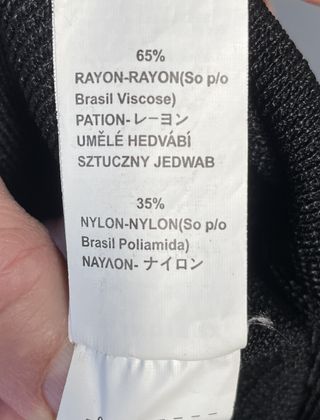 65%
RAYON-RAYON(So p/o
Brasil Viscose)
PATION-レーヨン
UMĚLÉ HEDVÁBÍ
SZTUCZNY JEDWAB
35%
NYLON-NYLON(So p/o
Brasil Poliamida)
ΝΑΥΛΟΝ- ナイロン